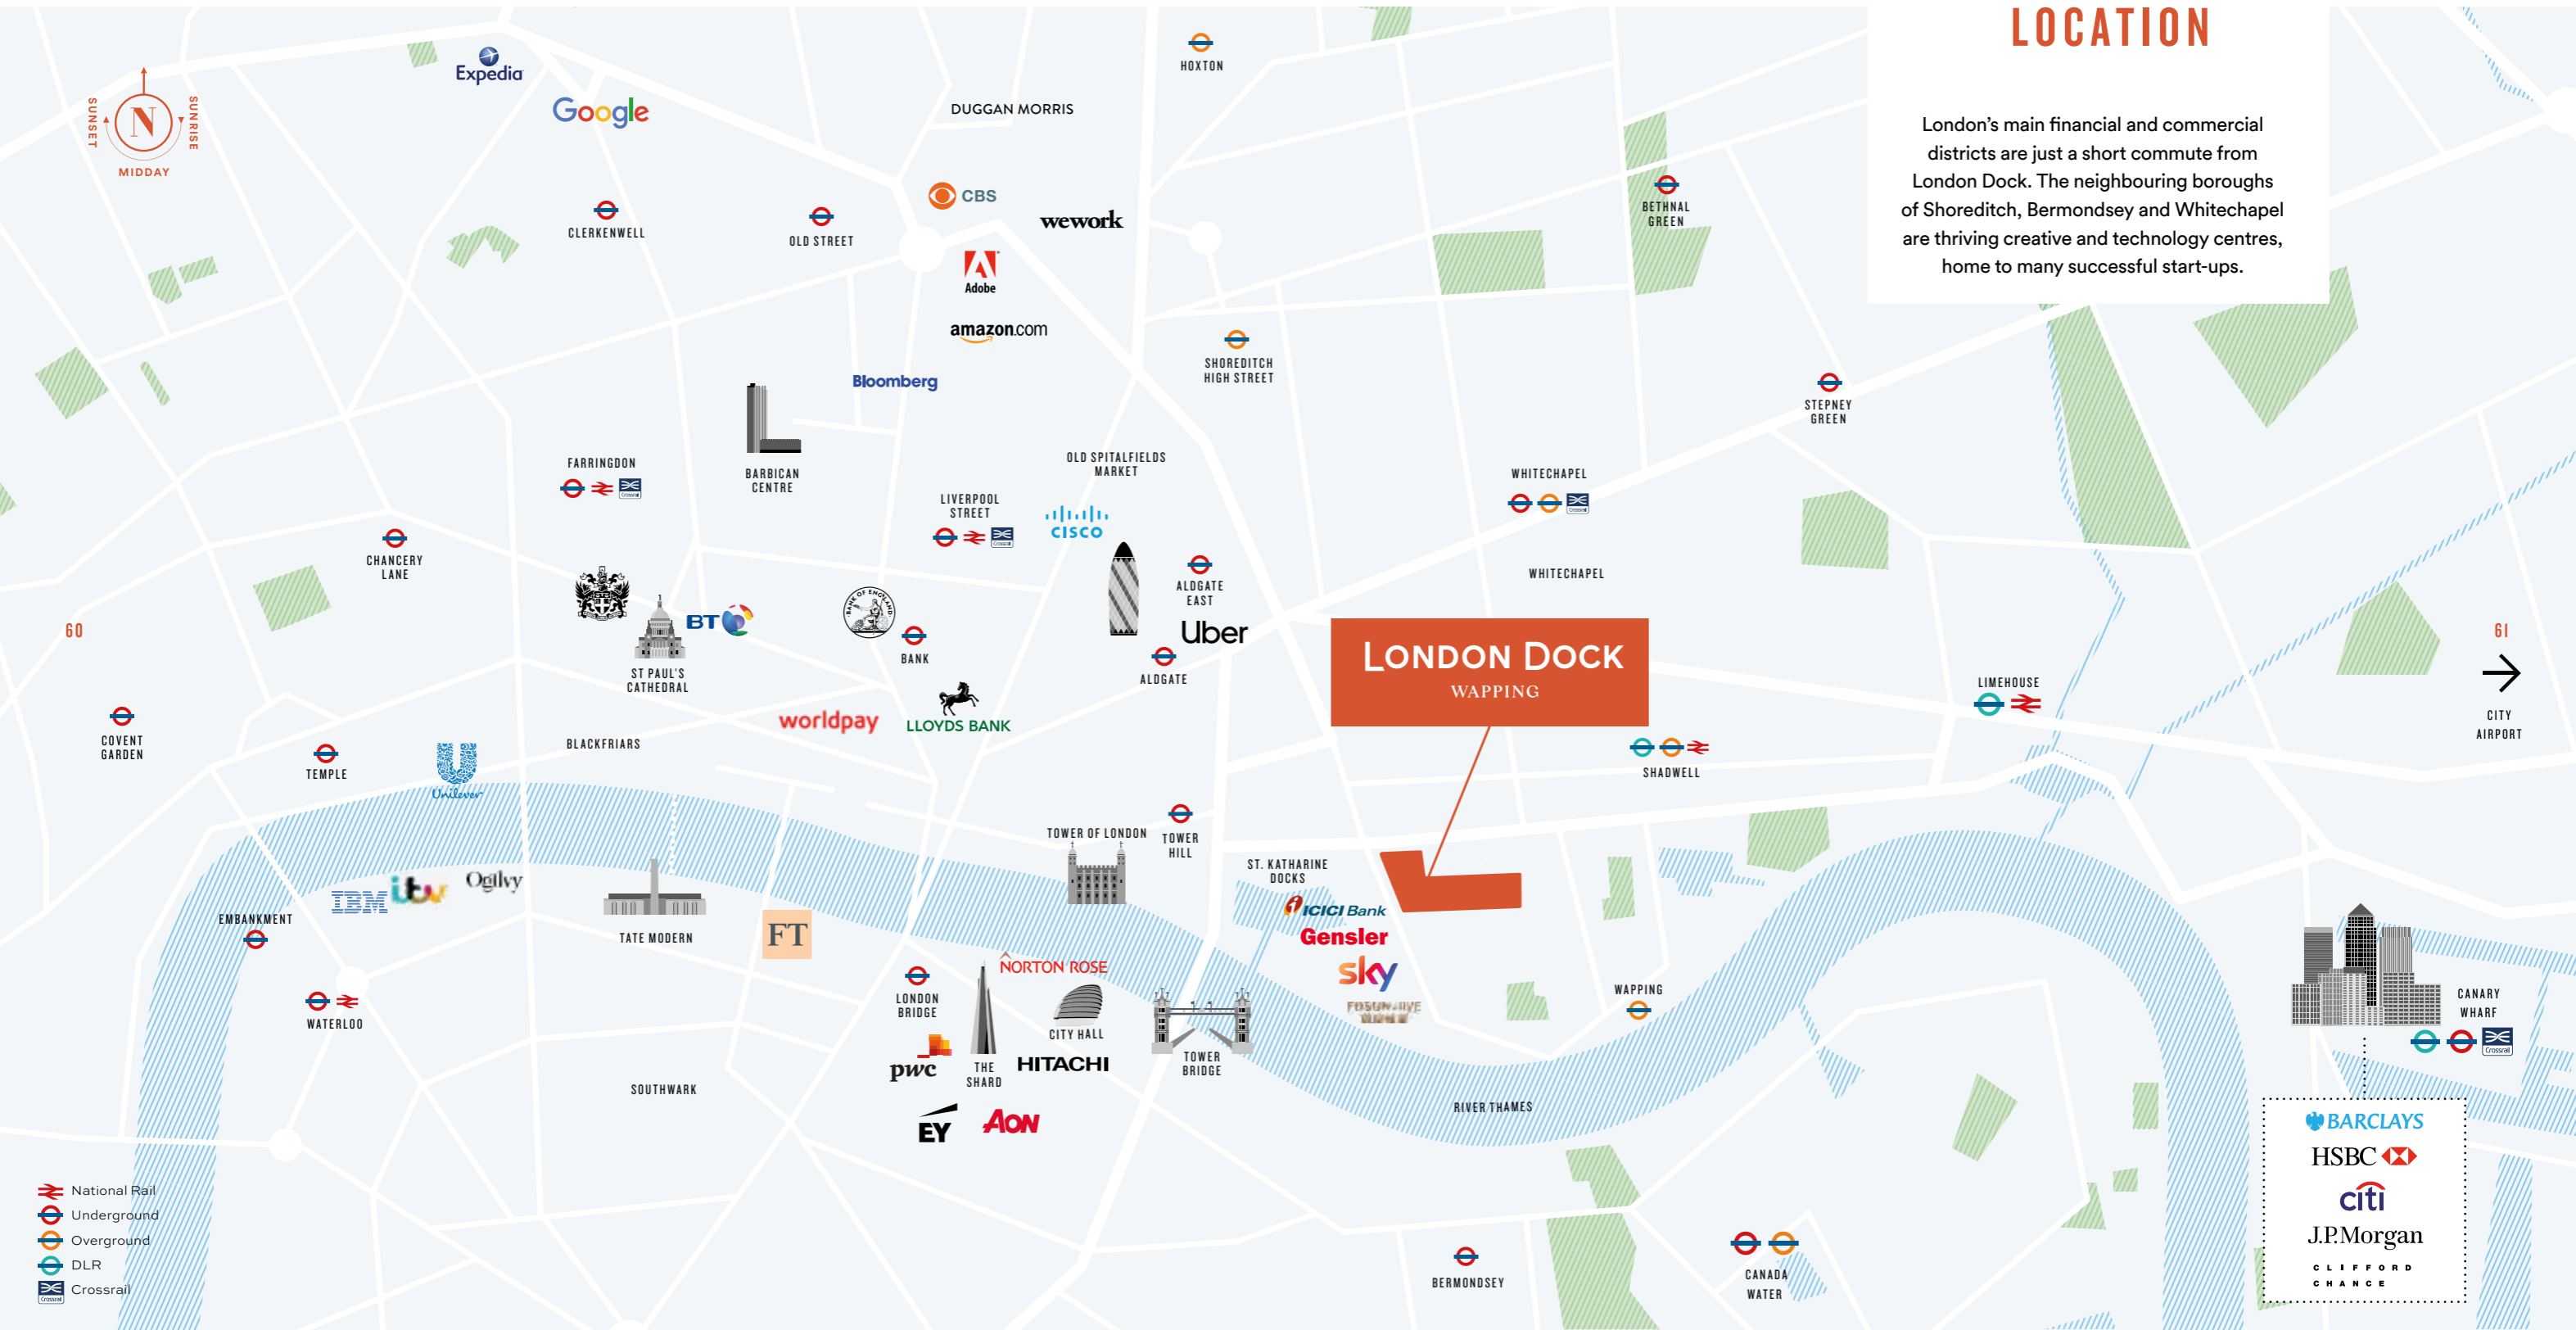 LOCATION
London’s main financial and commercial
districts are just a short commute from
London Dock. The neighbouring boroughs
of Shoreditch, Bermondsey and Whitechapel
are thriving creative and technology centres,
home to many successful start-ups.
N
SUNSET
SUNRISE
MIDDAY
Expedia
Google
HOXTON
DUGGAN MORRIS
CBS
wework
CLERKENWELL
OLD STREET
BETHNAL
GREEN
Adobe
amazon.com
Bloomberg
SHOREDITCH
HIGH STREET
STEPNEY
GREEN
BARBICAN
CENTRE
FARRINGDON
Crossrail
OLD SPITALFIELDS
MARKET
LIVERPOOL
STREET
Crossrail
CISCO
WHITECHAPEL
Crossrail
WHITECHAPEL
CHANCERY
LANE
ALDGATE
EAST
BT
BANK OF ENGLAND
BANK
Uber
ALDGATE
ST PAUL'S
CATHEDRAL
60
LONDON DOCK
WAPPING
61
CITY
AIRPORT
LIMEHOUSE
COVENT
GARDEN
TEMPLE
Unilever
BLACKFRIARS
worldpay
LLOYDS BANK
SHADWELL
TOWER OF LONDON
TOWER
HILL
ST. KATHARINE
DOCKS
ICICI Bank
Gensler
sky
IBM
itv
Ogilvy
EMBANKMENT
TATE MODERN
FT
WATERLOO
LONDON
BRIDGE
NORTON ROSE
CITY HALL
pwc
THE
SHARD
HITACHI
TOWER
BRIDGE
WAPPING
CANARY
WHARF
Crossrail
SOUTHWARK
EY
AON
RIVER THAMES
BARCLAYS
HSBC
citi
J.P.Morgan
CLIFFORD
CHANCE
BERMONDSEY
CANADA
WATER
National Rail
Underground
Overground
DLR
Crossrail
Crossrail